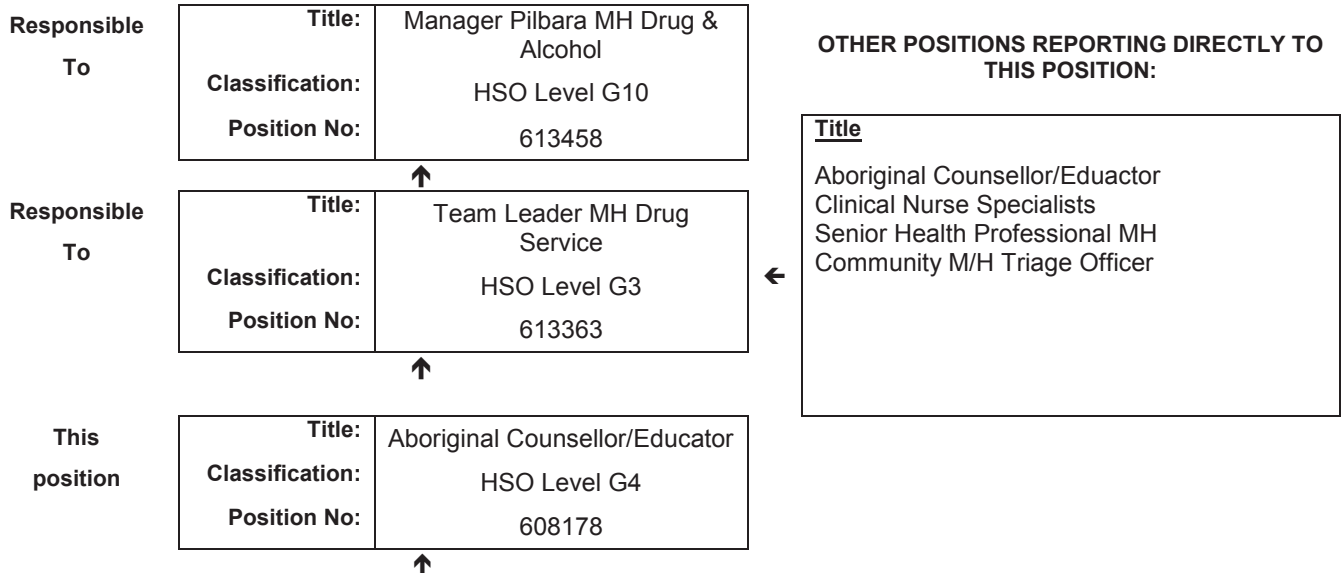 Responsible
To
Title:
Manager Pilbara MH Drug &
Alcohol
Classification:
HSO Level G10
Position No:
613458
OTHER POSITIONS REPORTING DIRECTLY TO
THIS POSITION:
Title
Aboriginal Counsellor/Eduactor
Clinical Nurse Specialists
Senior Health Professional MH
Community M/H Triage Officer
Responsible
To
Title:
Team Leader MH Drug
Service
Classification:
HSO Level G3
Position No:
613363
This
position
Title:
Aboriginal Counsellor/Educator
Classification:
HSO Level G4
Position No:
608178